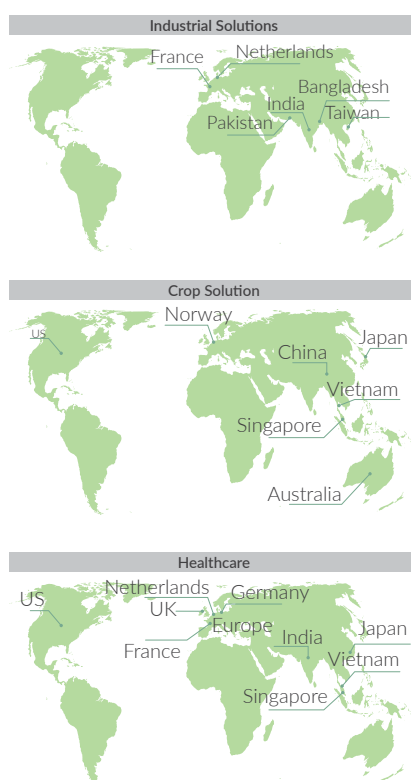 Industrial Solutions
France
Netherlands
Bangladesh
India
Taiwan
Pakistan
Crop Solution
Norway
US
Japan
China
Vietnam
Singapore
Australia
Healthcare
Netherlands
Germany
US
UK
Europe
Japan
India
France
Vietnam
Singapore